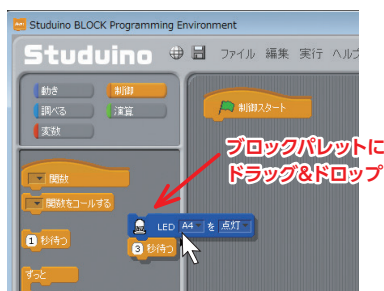 Studuino BLOCK Programming Environment
Studuino
ファイル 編集 実行 ヘルプ
動き 制御
調べる 演算
変数
制御スタート
ブロックパレットに
ドラッグ&ドロップ
関数
関数をコールする
LED A4 を 点灯
1 秒待つ
3 秒待つ
ずっと